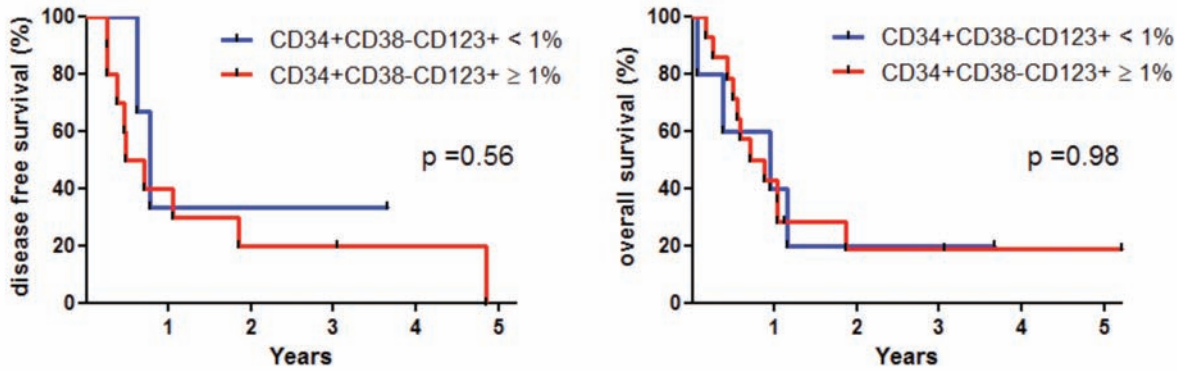 disease free survival (%)
100
80
60
40
20
0
CD34+CD38-CD123+ < 1%
CD34+CD38-CD123+ ≥ 1%
p =0.56
1 2 3 4 5
Years
overall survival (%)
100
80
60
40
20
0
CD34+CD38-CD123+ < 1%
CD34+CD38-CD123+ ≥ 1%
p =0.98
1 2 3 4 5
Years